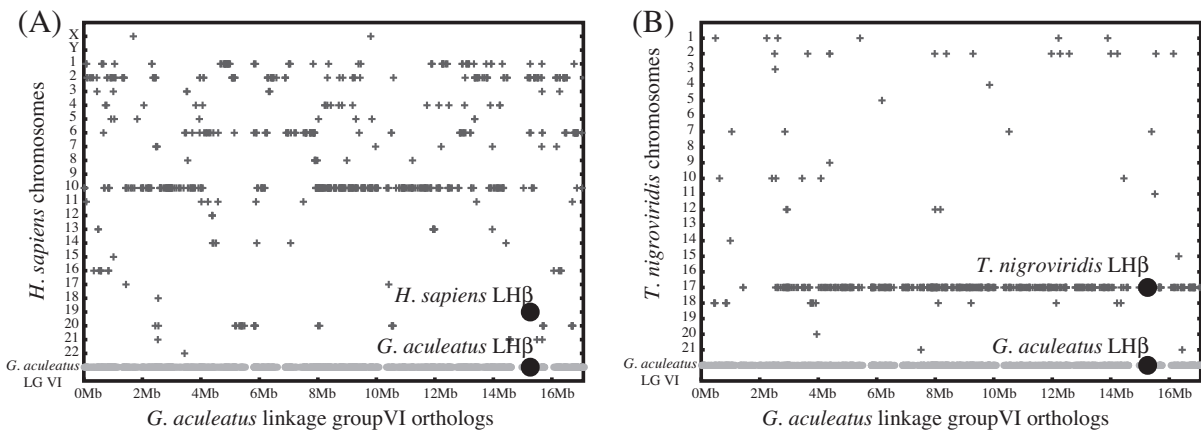 (A)
H. sapiens chromosomes
X
Y
1
2
3
4
5
6
7
8
9
10
11
12
13
14
15
16
17
18
19
20
21
22
G. aculeatus
LG VI
H. sapiens LHβ
G. aculeatus LHβ
0Mb 2Mb 4Mb 6Mb 8Mb 10Mb 12Mb 14Mb 16Mb
G. aculeatus linkage groupVI orthologs
(B)
T. nigroviridis chromosomes
1
2
3
4
5
6
7
8
9
10
11
12
13
14
15
16
17
18
19
20
21
G. aculeatus
LG VI
T. nigroviridis LHβ
G. aculeatus LHβ
0Mb 2Mb 4Mb 6Mb 8Mb 10Mb 12Mb 14Mb 16Mb
G. aculeatus linkage groupVI orthologs